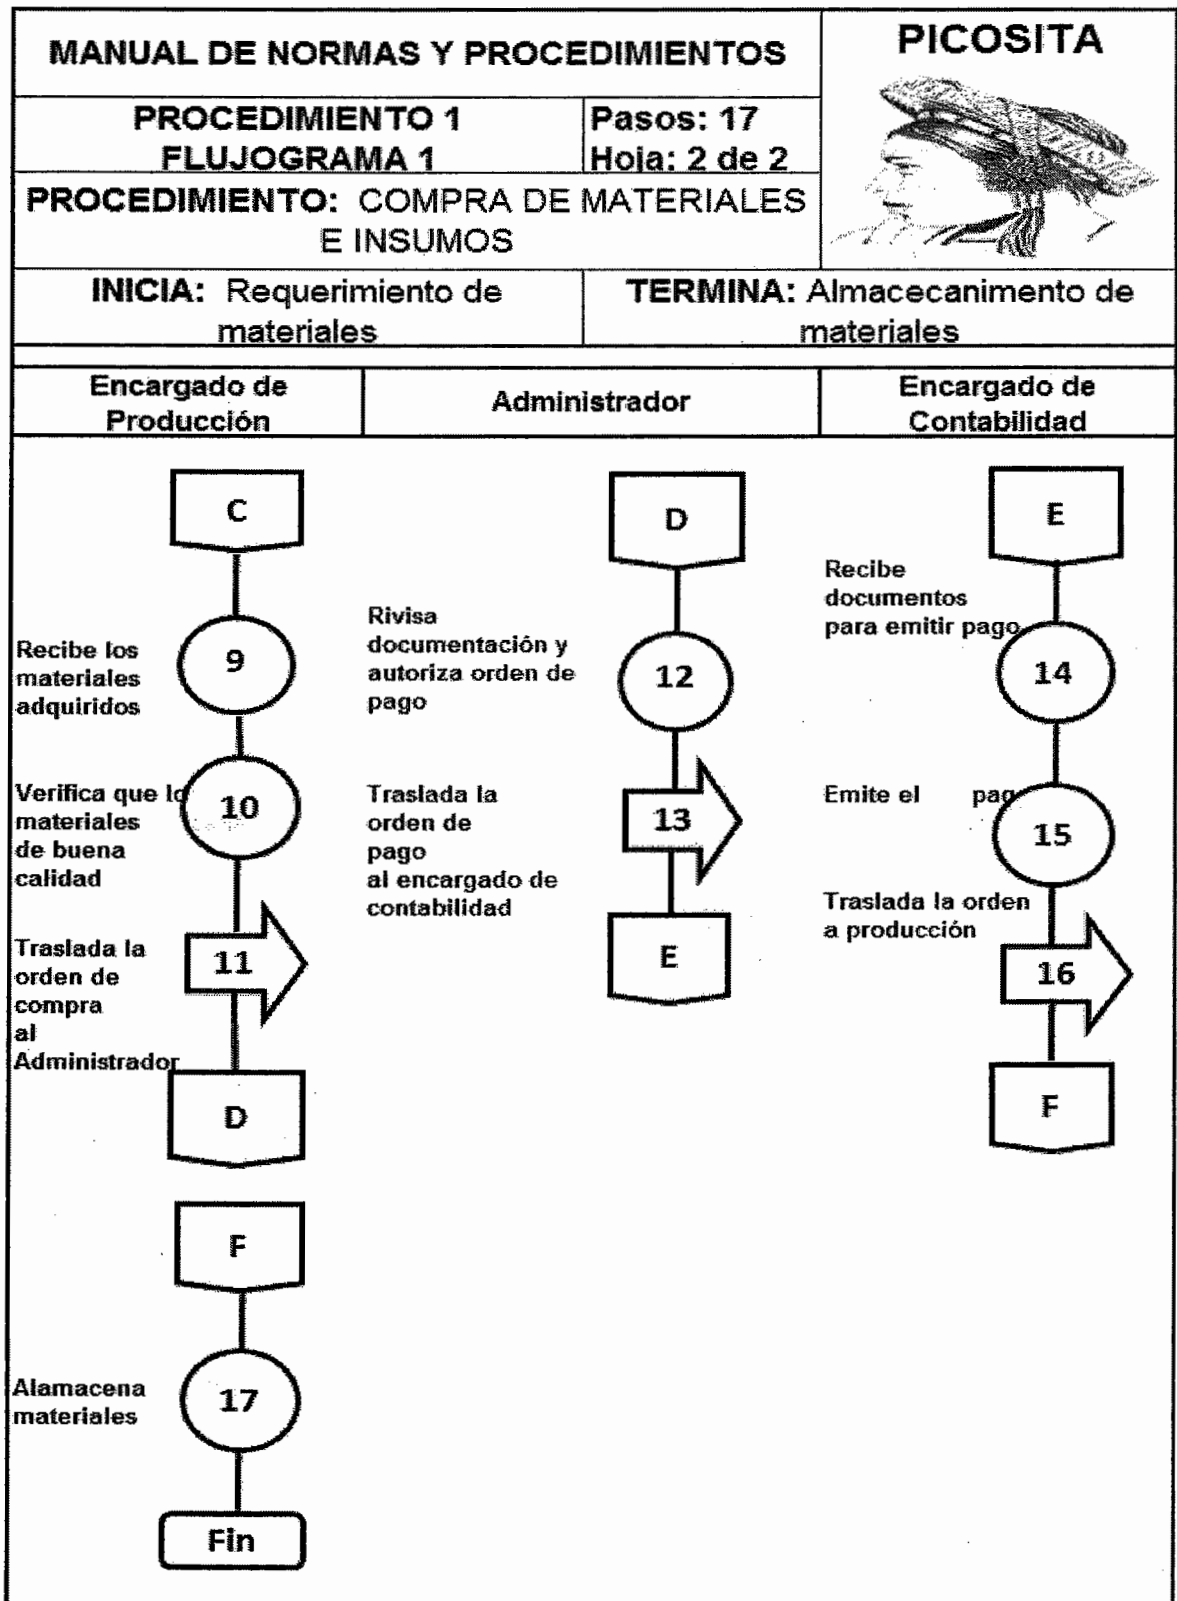 MANUAL DE NORMAS Y PROCEDIMIENTOS
PICOSITA
PROCEDIMIENTO 1
FLUJOGRAMA 1
Pasos: 17
Hoja: 2 de 2
PROCEDIMIENTO: COMPRA DE MATERIALES
E INSUMOS
INICIA: Requerimiento de
materiales
TERMINA: Almacecanimento de
materiales
Encargado de
Producción
Administrador
Encargado de
Contabilidad
C
Recibe los
materiales
adquiridos
9
Verifica que lo
materiales
de buena
calidad
10
Traslada la
orden de
compra
al
Administrador
11
D
F
Alamacena
materiales
17
Fin
D
Rivisa
documentación y
autoriza orden de
pago
12
Traslada la
orden de
pago
al encargado de
contabilidad
13
E
E
Recibe
documentos
para emitir pago
14
Emite el pag
15
Traslada la orden
a producción
16
F